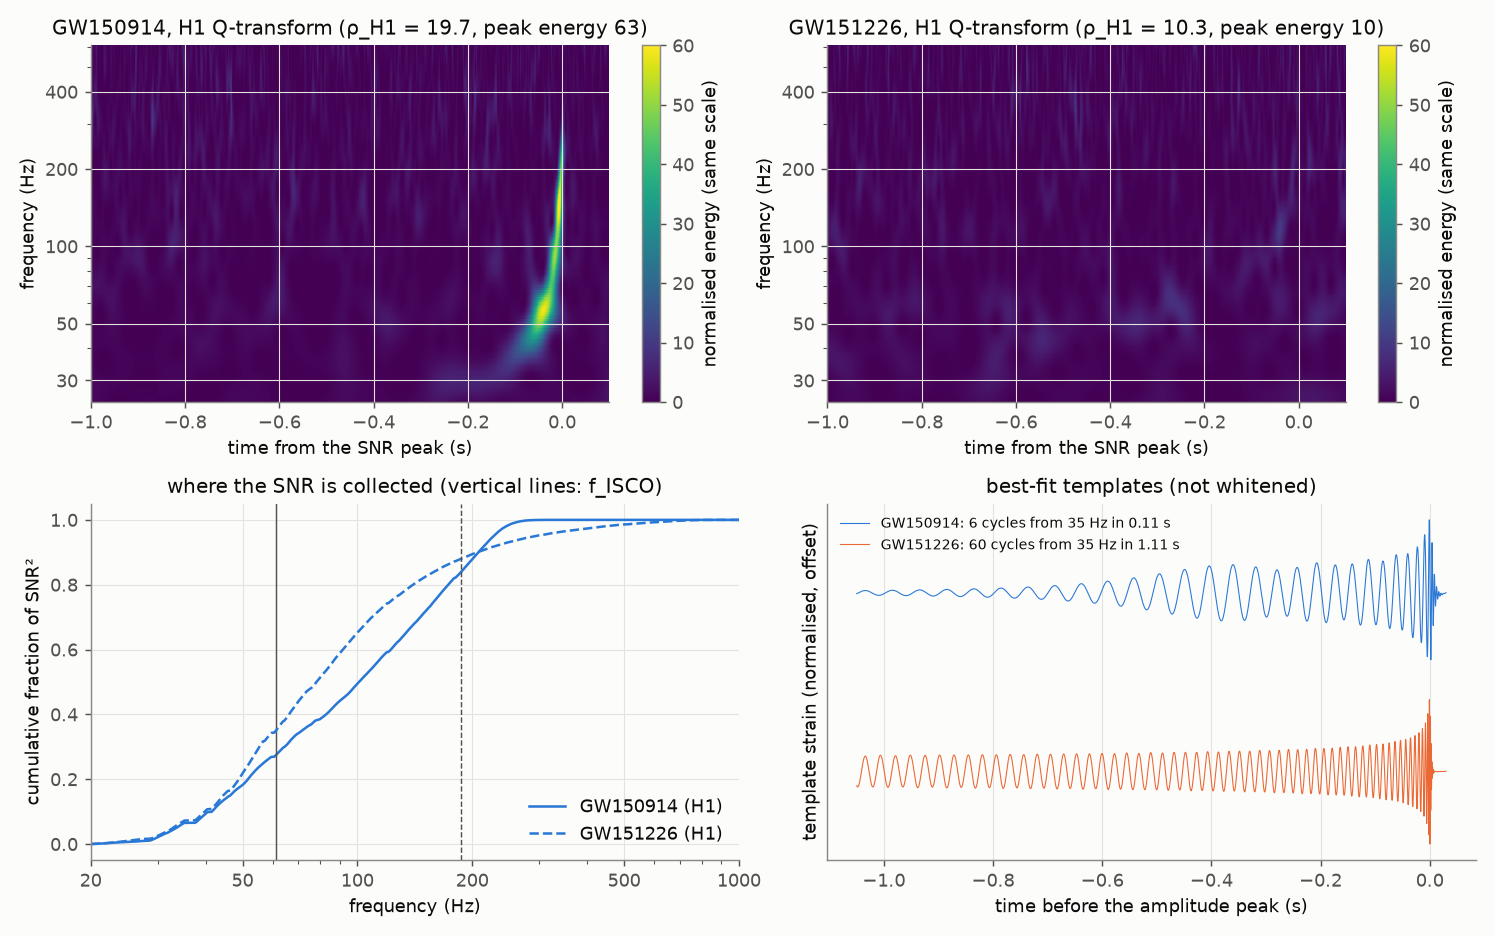 GW150914, H1 Q-transform (ρ_H1 = 19.7, peak energy 63)
400
200
100
50
30
frequency (Hz)
−1.0 −0.8 −0.6 −0.4 −0.2 0.0
time from the SNR peak (s)
60
50
40
30
20
10
0
normalised energy (same scale)
GW151226, H1 Q-transform (ρ_H1 = 10.3, peak energy 10)
400
200
100
50
30
frequency (Hz)
−1.0 −0.8 −0.6 −0.4 −0.2 0.0
time from the SNR peak (s)
60
50
40
30
20
10
0
normalised energy (same scale)
where the SNR is collected (vertical lines: f_ISCO)
1.0
0.8
0.6
0.4
0.2
0.0
cumulative fraction of SNR²
GW150914 (H1)
GW151226 (H1)
20 50 100 200 500 1000
frequency (Hz)
best-fit templates (not whitened)
GW150914: 6 cycles from 35 Hz in 0.11 s
GW151226: 60 cycles from 35 Hz in 1.11 s
template strain (normalised, offset)
−1.0 −0.8 −0.6 −0.4 −0.2 0.0
time before the amplitude peak (s)